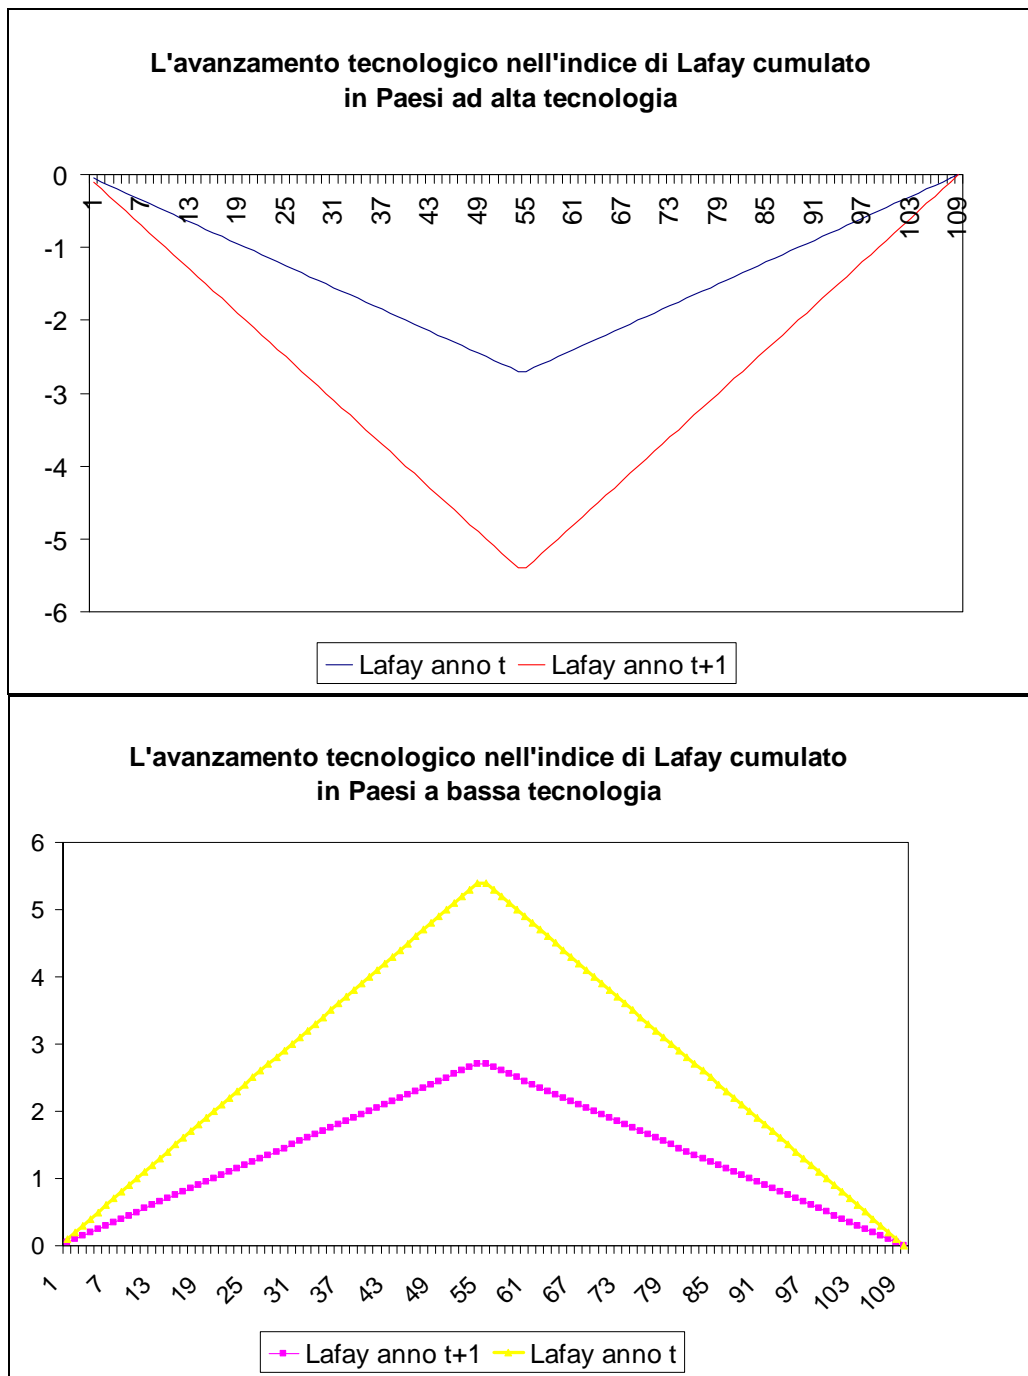 L'avanzamento tecnologico nell'indice di Lafay cumulato
in Paesi ad alta tecnologia
0
-1
-2
-3
-4
-5
-6
1 7 13 19 25 31 37 43 49 55 61 67 73 79 85 91 97 103 109
Lafay anno t Lafay anno t+1
L'avanzamento tecnologico nell'indice di Lafay cumulato
in Paesi a bassa tecnologia
6
5
4
3
2
1
0
1 7 13 19 25 31 37 43 49 55 61 67 73 79 85 91 97 103 109
Lafay anno t+1 Lafay anno t